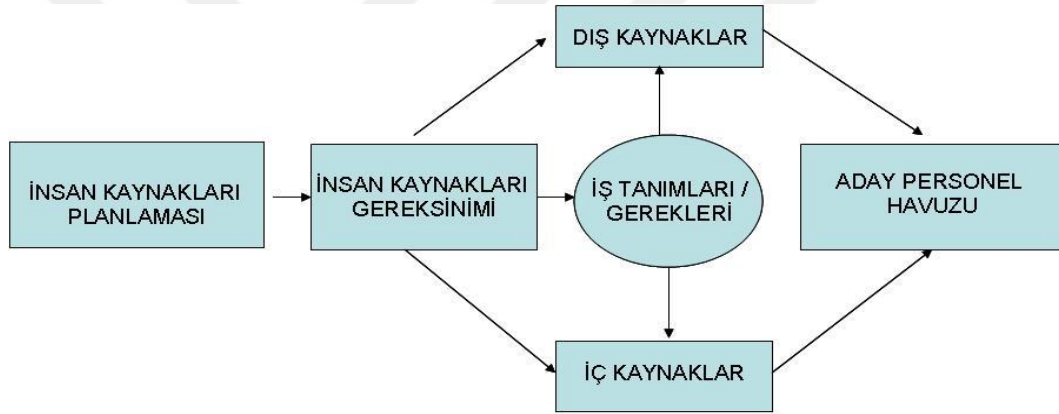 DIŞ KAYNAKLAR
İNSAN KAYNAKLARI
PLANLAMASI
İNSAN KAYNAKLARI
GEREKSİNİMİ
İŞ TANIMLARI /
GEREKLERİ
ADAY PERSONEL
HAVUZU
İÇ KAYNAKLAR